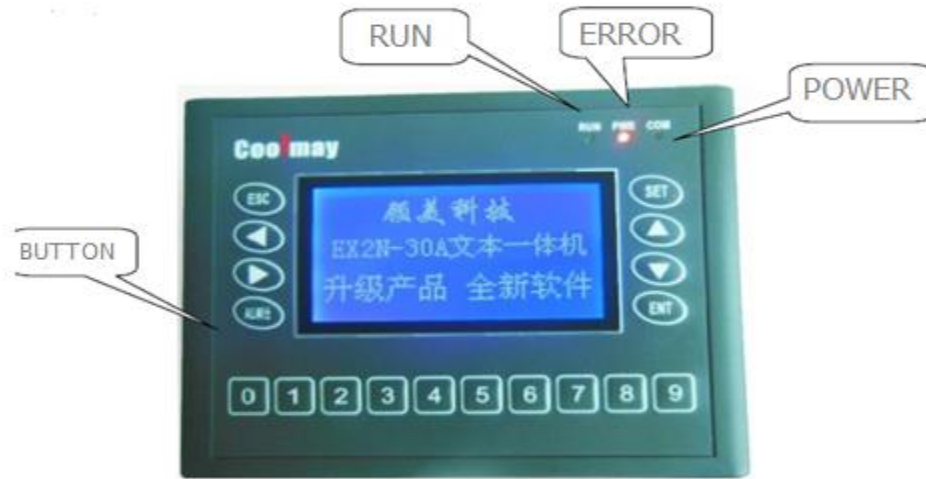 RUN
ERROR
POWER
BUTTON
Coolmay
RUN PWR COM
ESC
SET
ALM
ENT
领美科技
EX2N-30A文本一体机
升级产品 全新软件
0 1 2 3 4 5 6 7 8 9